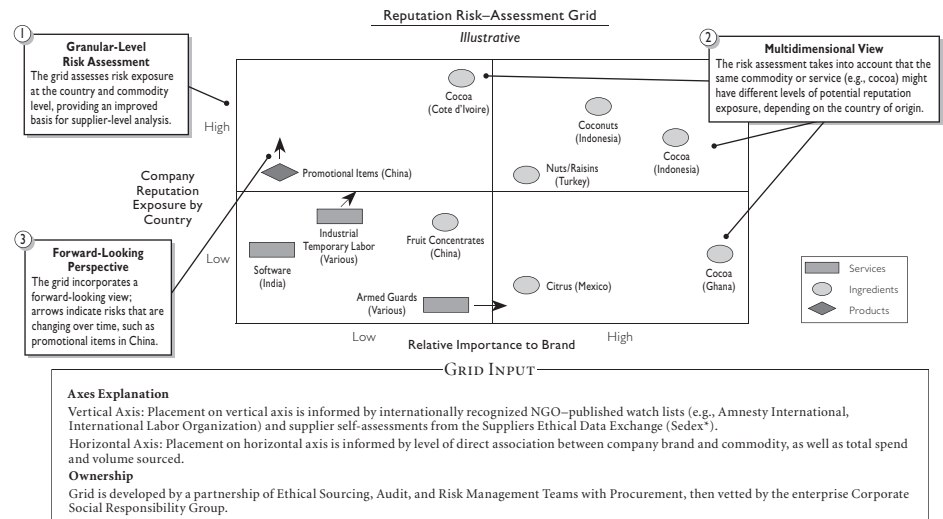 Reputation Risk–Assessment Grid
Illustrative
1
Granular-Level
Risk Assessment
The grid assesses risk exposure
at the country and commodity
level, providing an improved
basis for supplier-level analysis.
2
Multidimensional View
The risk assessment takes into account that the
same commodity or service (e.g., cocoa) might
have different levels of potential reputation
exposure, depending on the country of origin.
High
Company
Reputation
Exposure by
Country
Low
Cocoa
(Cote d'Ivoire)
Coconuts
(Indonesia)
Cocoa
(Indonesia)
Nuts/Raisins
(Turkey)
Promotional Items (China)
Industrial
Temporary Labor
(Various)
Fruit Concentrates
(China)
Software
(India)
Armed Guards
(Various)
Citrus (Mexico)
Cocoa
(Ghana)
3
Forward-Looking
Perspective
The grid incorporates a
forward-looking view;
arrows indicate risks that are
changing over time, such as
promotional items in China.
Services
Ingredients
Products
Low
Relative Importance to Brand
High
Grid Input
Axes Explanation
Vertical Axis: Placement on vertical axis is informed by internationally recognized NGO–published watch lists (e.g., Amnesty International,
International Labor Organization) and supplier self-assessments from the Suppliers Ethical Data Exchange (Sedex*).
Horizontal Axis: Placement on horizontal axis is informed by level of direct association between company brand and commodity, as well as total spend
and volume sourced.
Ownership
Grid is developed by a partnership of Ethical Sourcing, Audit, and Risk Management Teams with Procurement, then vetted by the enterprise Corporate
Social Responsibility Group.